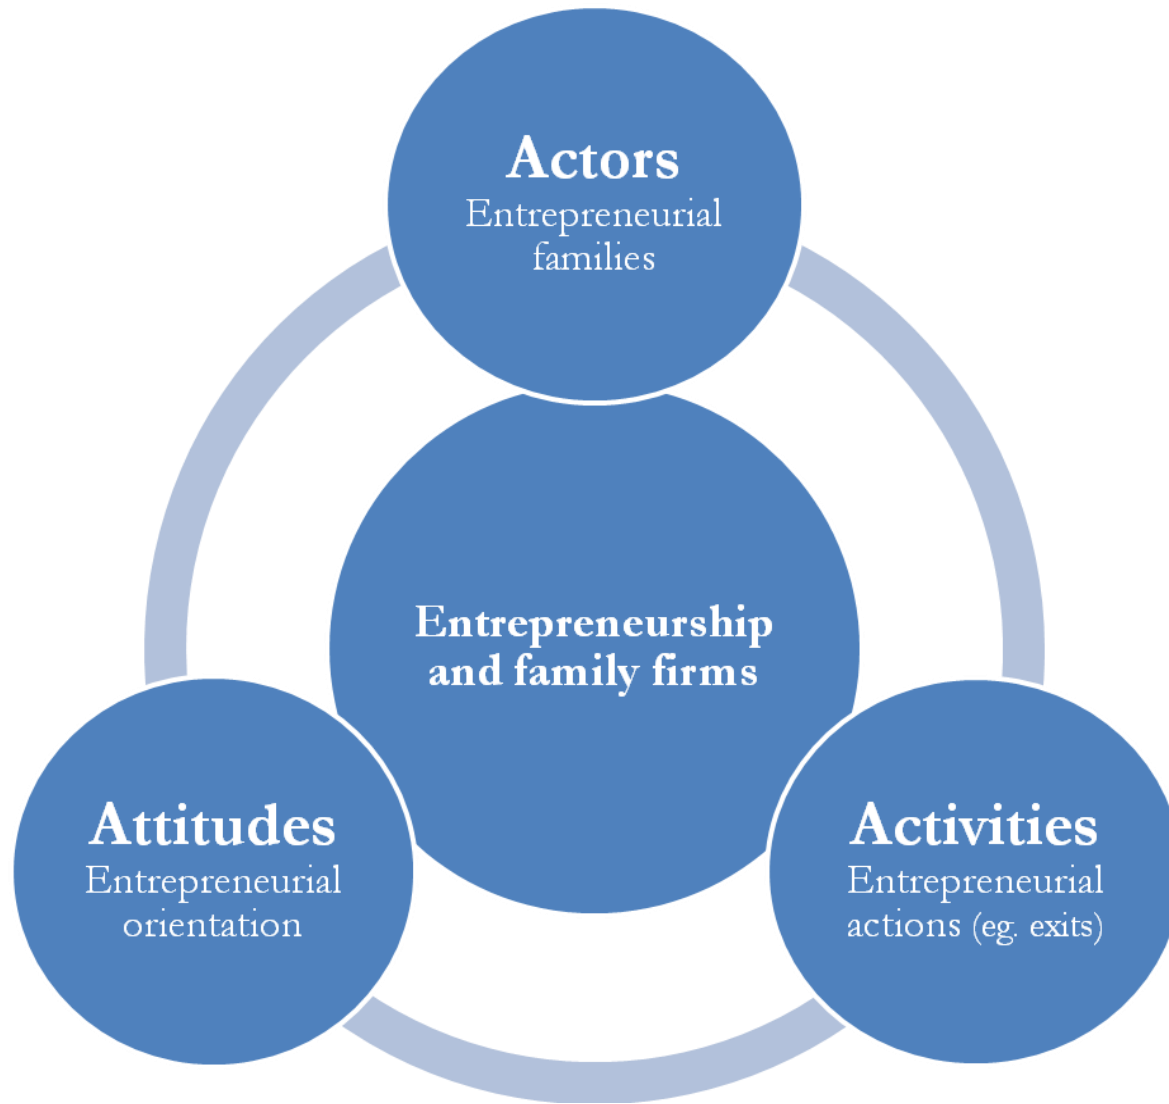 Actors
Entrepreneurial
families
Entrepreneurship
and family firms
Attitudes
Entrepreneurial
orientation
Activities
Entrepreneurial
actions (eg. exits)